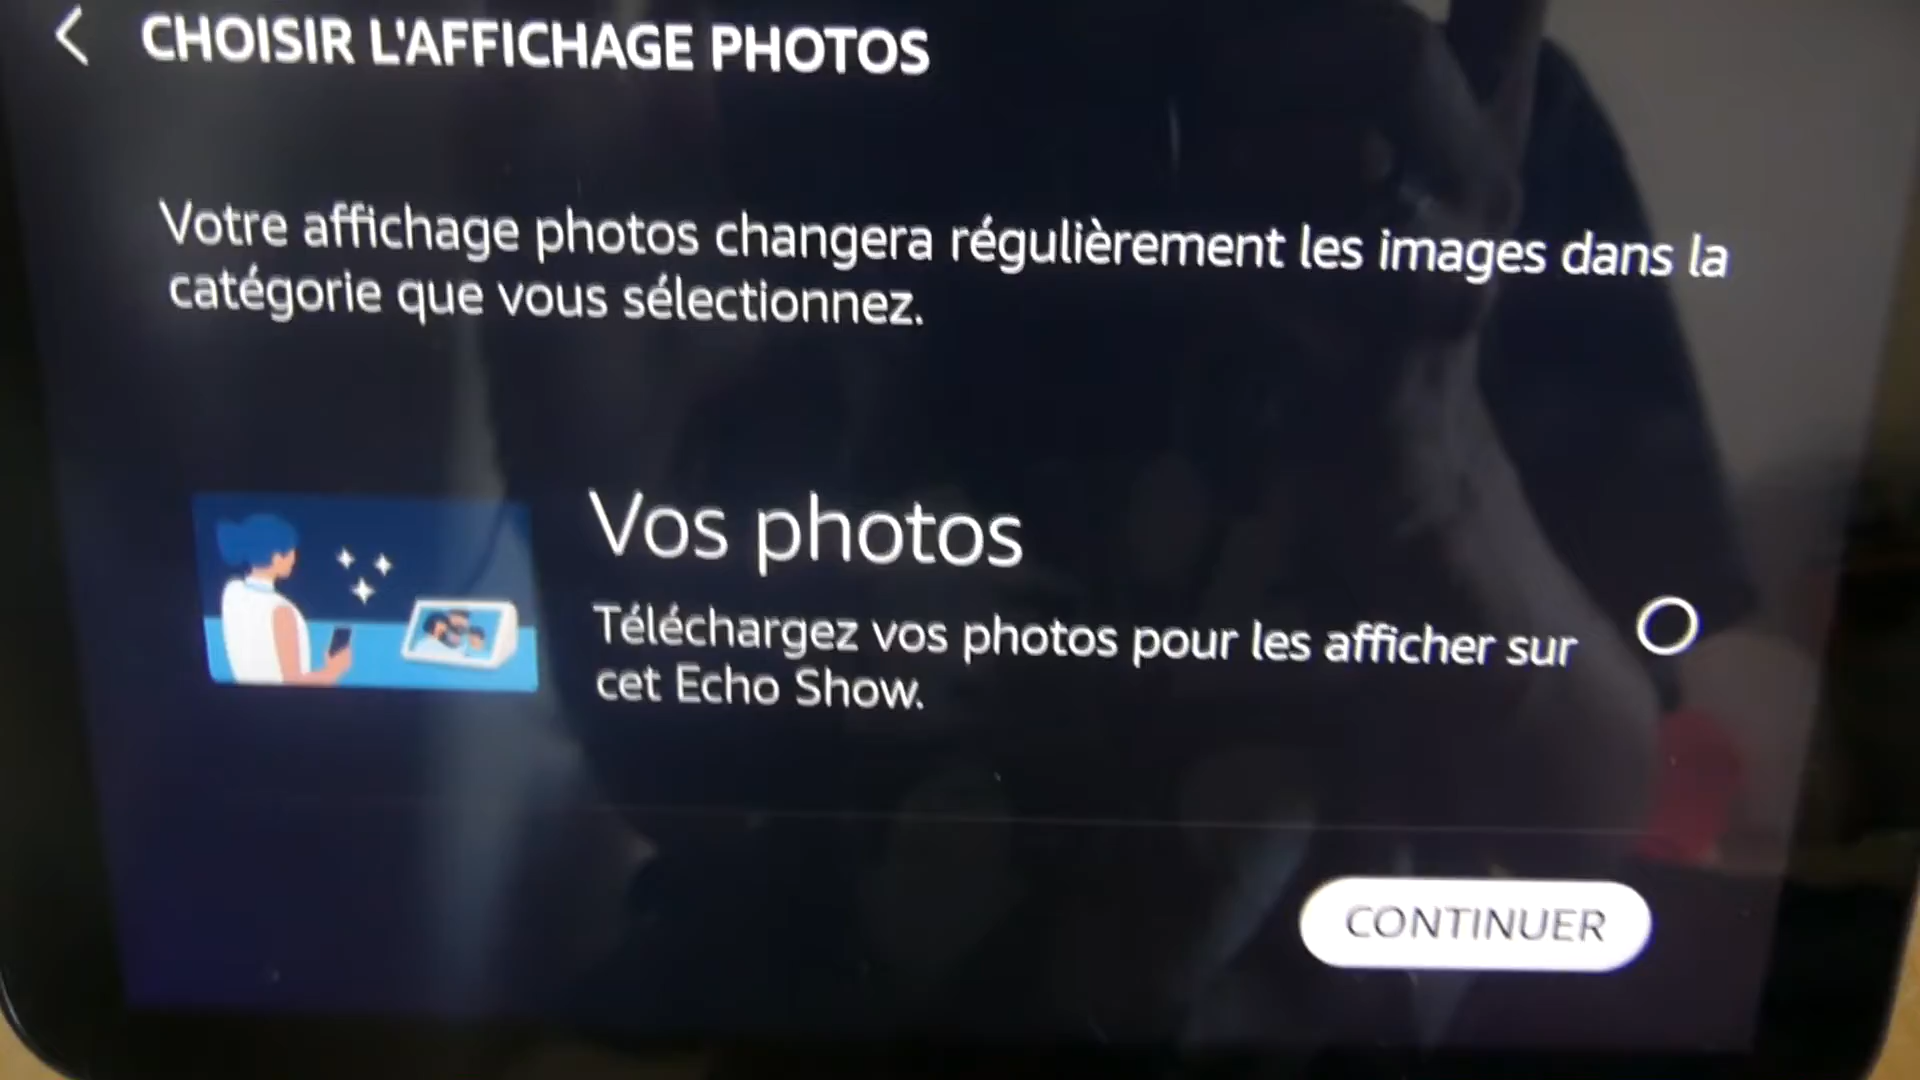 CHOISIR L'AFFICHAGE PHOTOS
Votre affichage photos changera régulièrement les images dans la
catégorie que vous sélectionnez.
Vos photos
Téléchargez vos photos pour les afficher sur
cet Echo Show.
CONTINUER